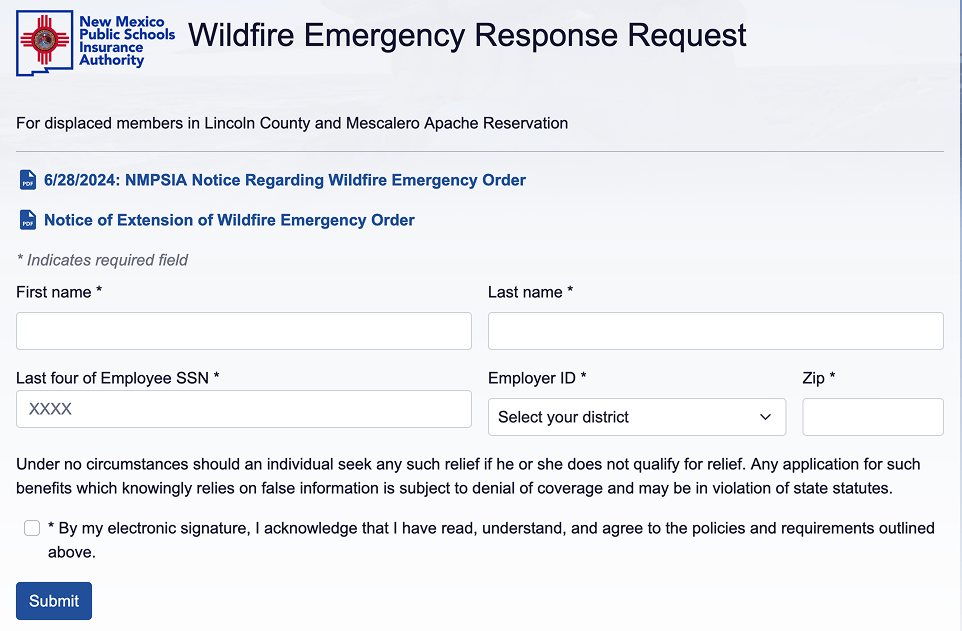 New Mexico
Public Schools
Insurance
Authority
Wildfire Emergency Response Request
For displaced members in Lincoln County and Mescalero Apache Reservation
PDF 6/28/2024: NMPSIA Notice Regarding Wildfire Emergency Order
PDF Notice of Extension of Wildfire Emergency Order
* Indicates required field
First name * Last name *
Last four of Employee SSN * Employer ID * Zip *
XXXX Select your district
Under no circumstances should an individual seek any such relief if he or she does not qualify for relief. Any application for such
benefits which knowingly relies on false information is subject to denial of coverage and may be in violation of state statutes.
* By my electronic signature, I acknowledge that I have read, understand, and agree to the policies and requirements outlined
above.
Submit